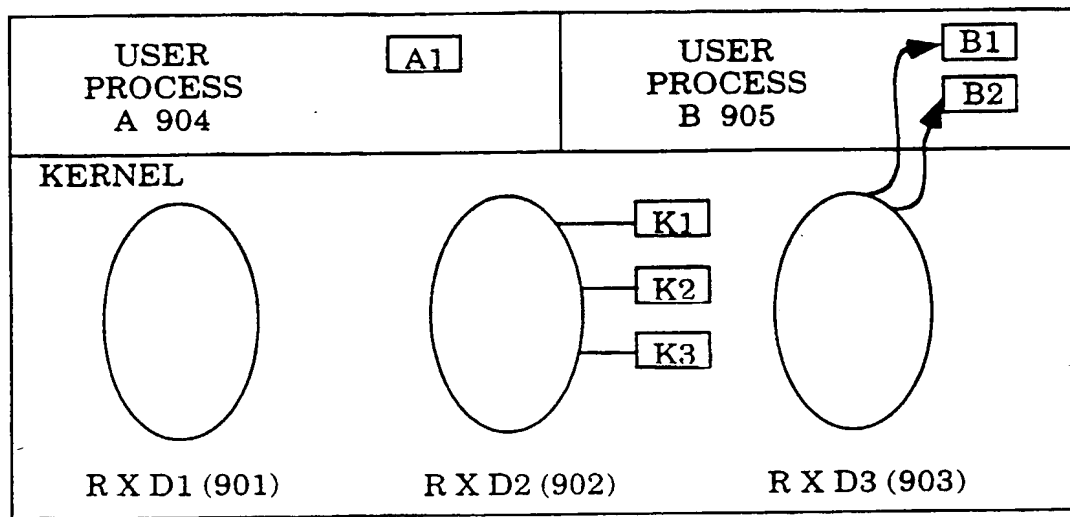 USER
PROCESS
A 904
A1
USER
PROCESS
B 905
B1
B2
KERNEL
K1
K2
K3
R X D1 (901)
R X D2 (902)
R X D3 (903)